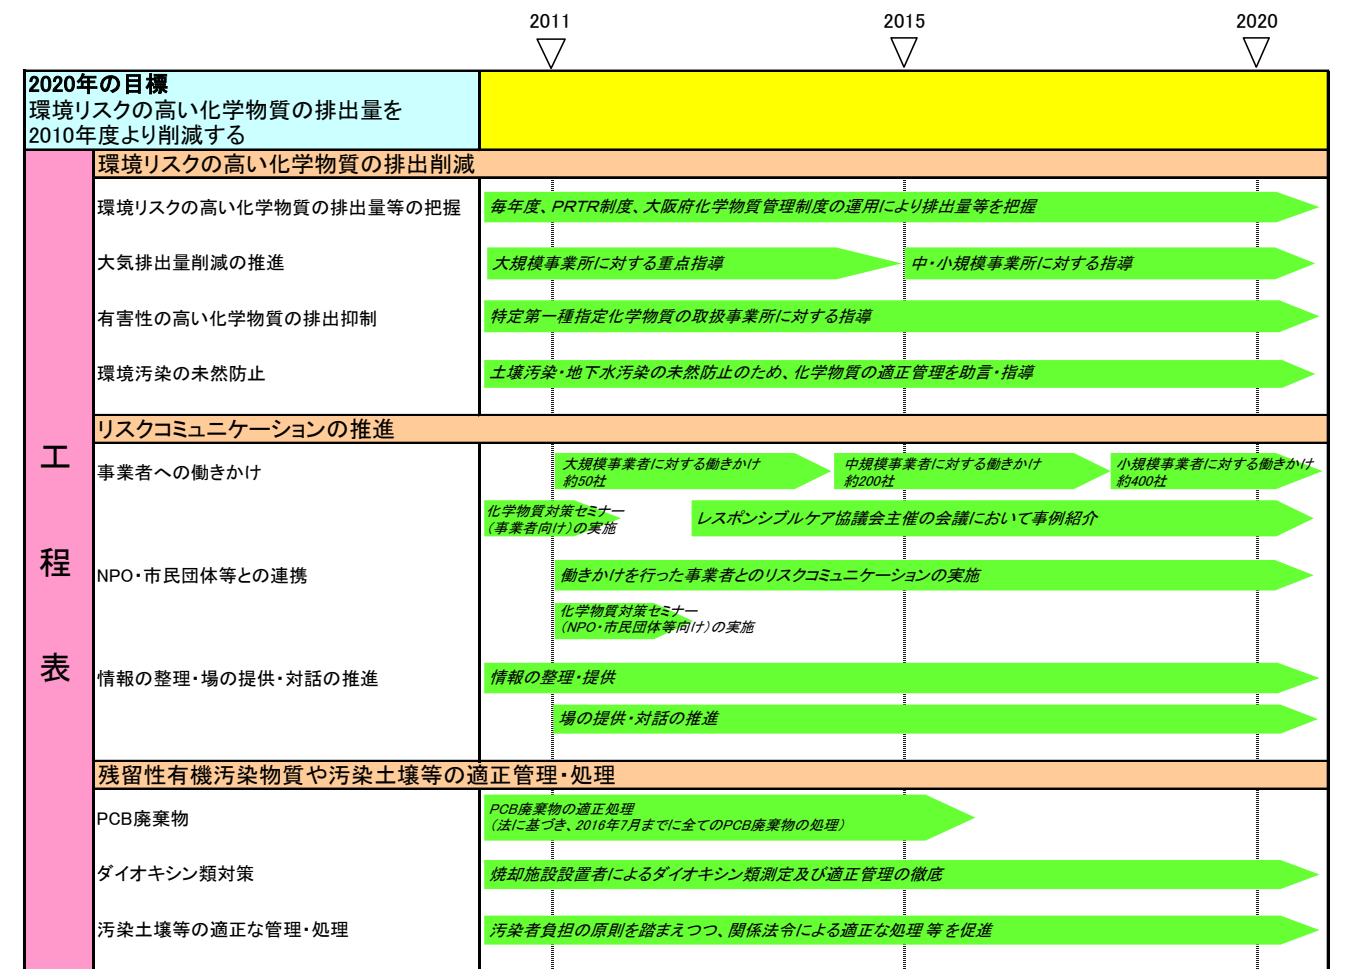 2011
2015
2020
2020年の目標
環境リスクの高い化学物質の排出量を
2010年度より削減する
工程表
環境リスクの高い化学物質の排出削減
環境リスクの高い化学物質の排出量等の把握
毎年度、PRTR制度、大阪府化学物質管理制度の運用により排出量等を把握
大気排出量削減の推進
大規模事業所に対する重点指導
中・小規模事業所に対する指導
有害性の高い化学物質の排出抑制
特定第一種指定化学物質の取扱事業所に対する指導
環境汚染の未然防止
土壌汚染・地下水汚染の未然防止のため、化学物質の適正管理を助言・指導
リスクコミュニケーションの推進
事業者への働きかけ
大規模事業者に対する働きかけ
約50社
中規模事業者に対する働きかけ
約200社
小規模事業者に対する働きかけ
約400社
化学物質対策セミナー
（事業者向け）の実施
レスポンシブルケア協議会主催の会議において事例紹介
NPO・市民団体等との連携
働きかけを行った事業者とのリスクコミュニケーションの実施
化学物質対策セミナー
（NPO・市民団体等向け）の実施
情報の整理・場の提供・対話の推進
情報の整理・提供
場の提供・対話の推進
残留性有機汚染物質や汚染土壌等の適正管理・処理
PCB廃棄物
PCB廃棄物の適正処理
（法に基づき、2016年7月までに全てのPCB廃棄物の処理）
ダイオキシン類対策
焼却施設設置者によるダイオキシン類測定及び適正管理の徹底
汚染土壌等の適正な管理・処理
汚染者負担の原則を踏まえつつ、関係法令による適正な処理等を促進